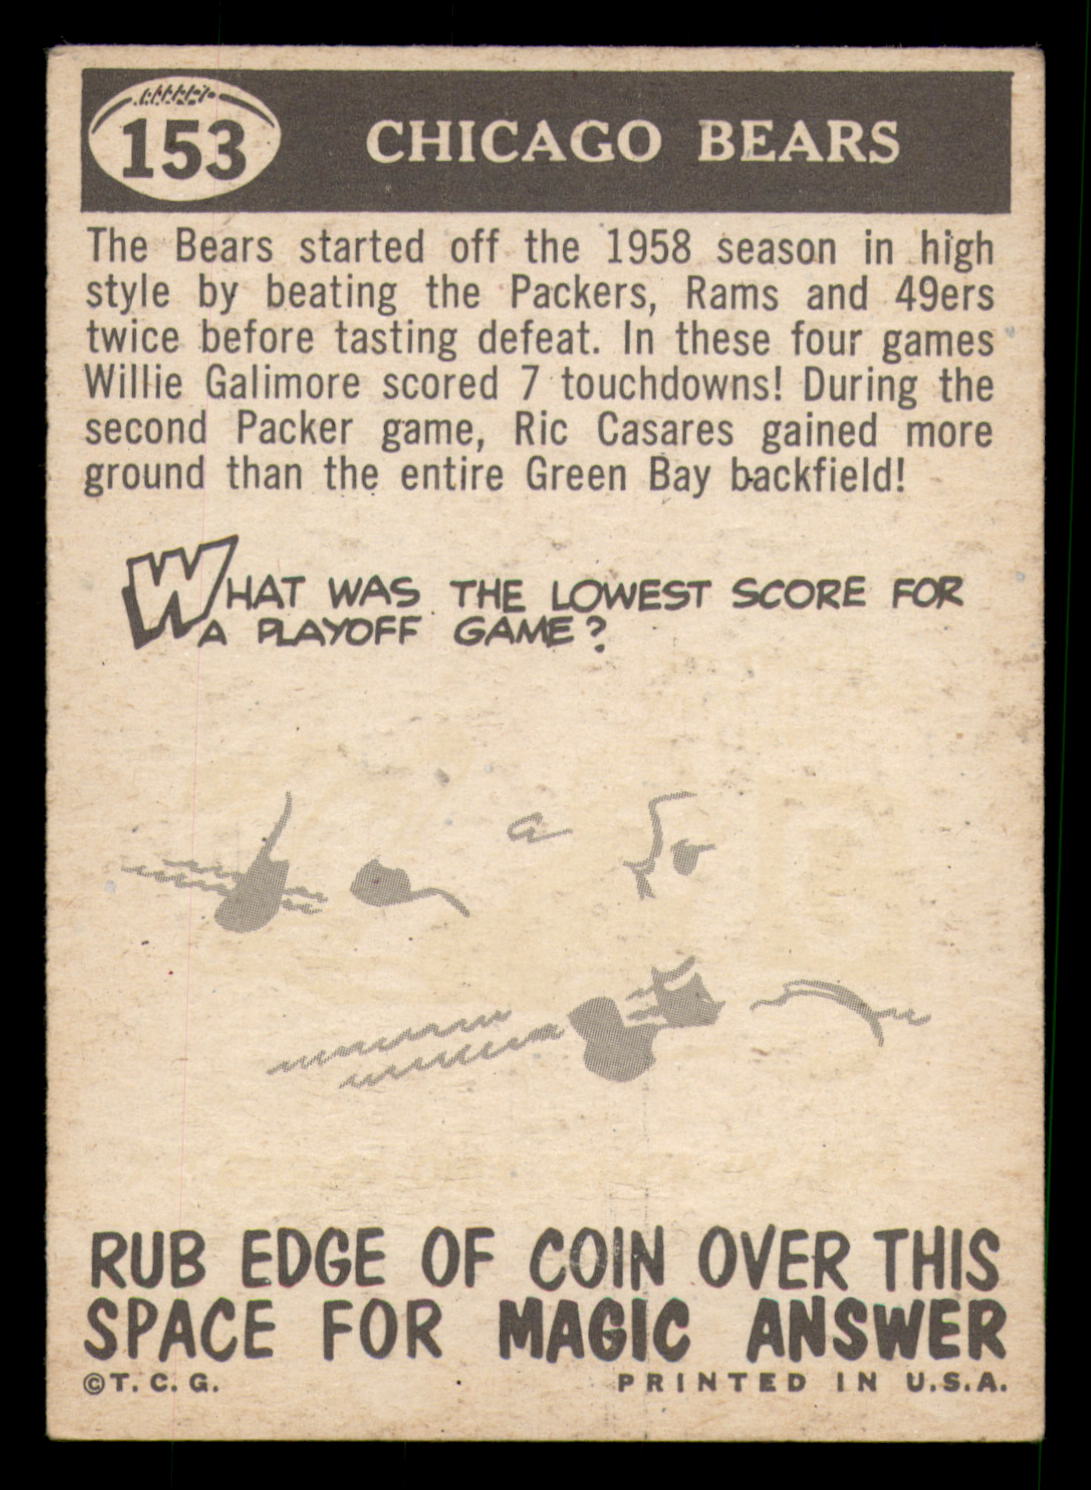 153
CHICAGO BEARS
The Bears started off the 1958 season in high
style by beating the Packers, Rams and 49ers
twice before tasting defeat. In these four games
Willie Galimore scored 7 touchdowns! During the
second Packer game, Ric Casares gained more
ground than the entire Green Bay backfield!
WHAT WAS THE LOWEST SCORE FOR
A PLAYOFF GAME?
RUB EDGE OF COIN OVER THIS
SPACE FOR MAGIC ANSWER
©T. C. G.
PRINTED IN U.S.A.